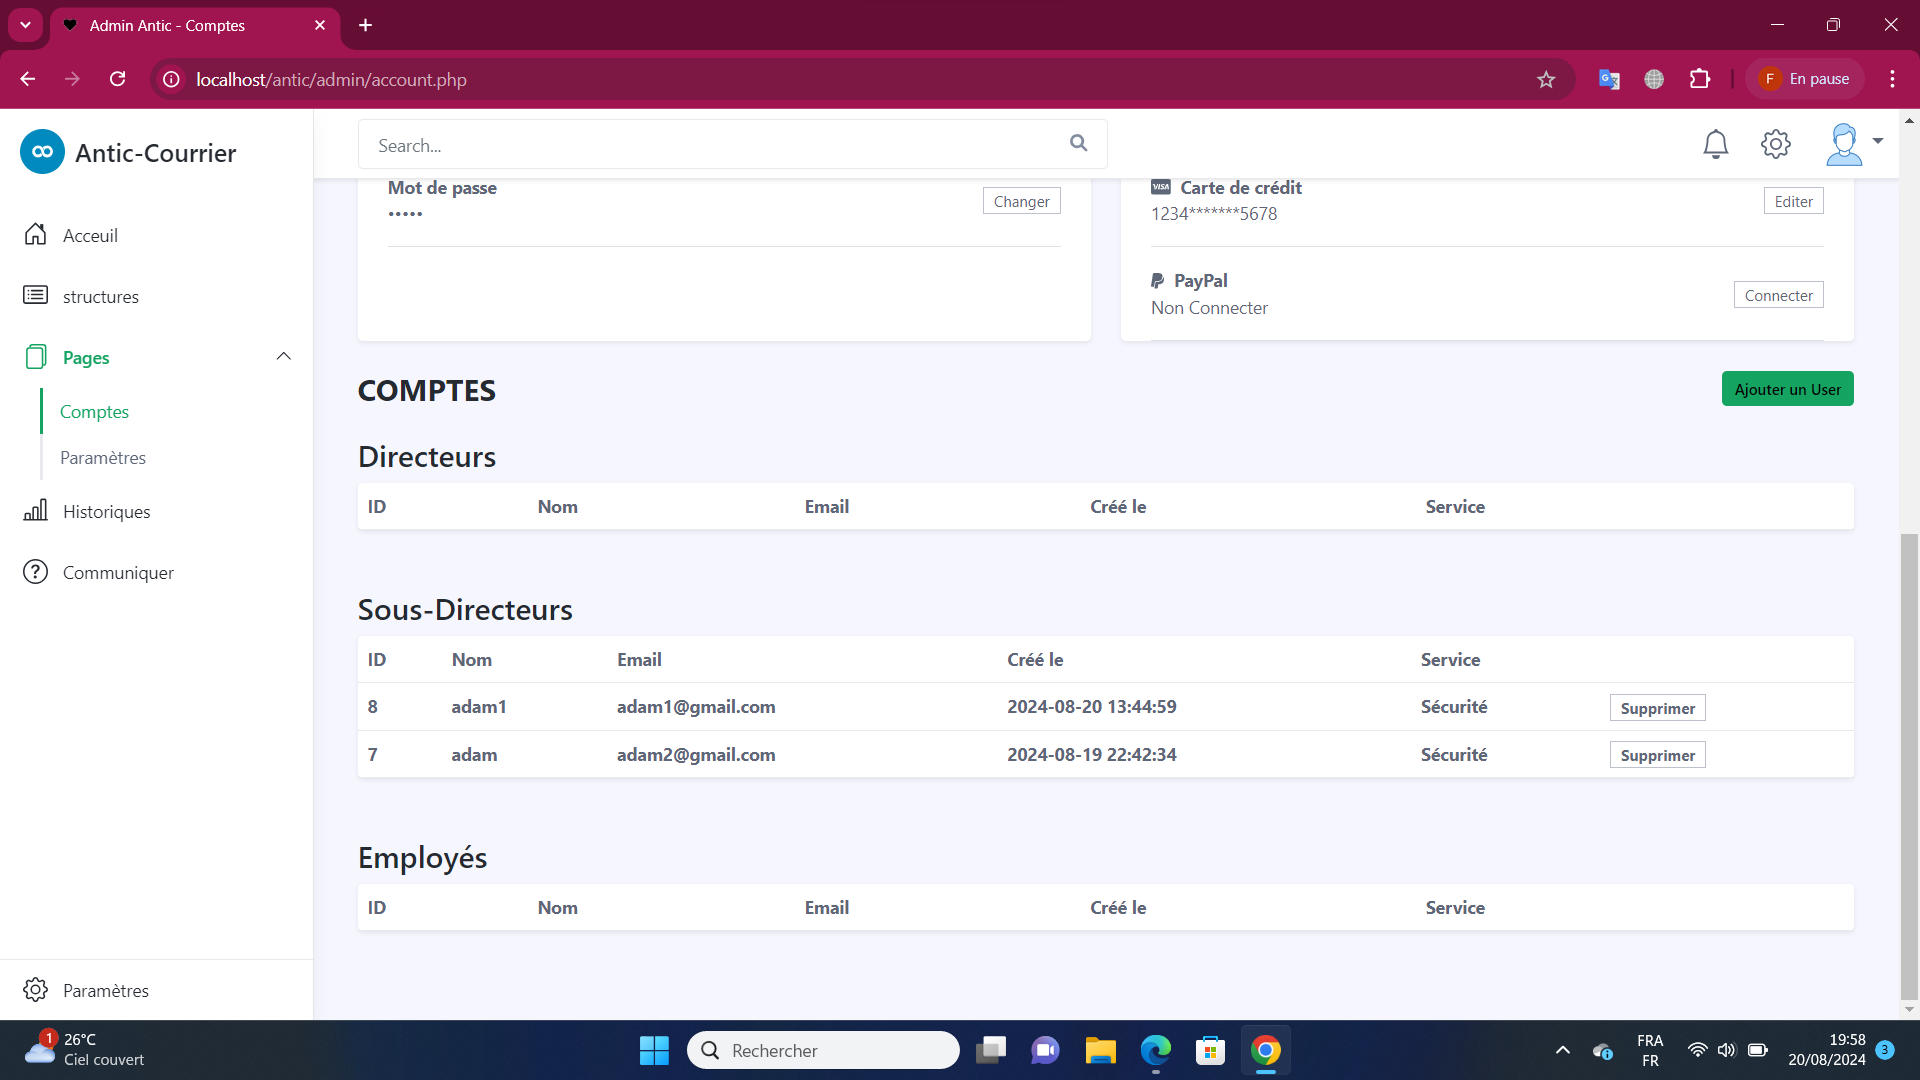 Admin Antic - Comptes
localhost/antic/admin/account.php
F En pause
Antic-Courrier
Search...
Acceuil
structures
Pages
Comptes
Paramètres
Historiques
Communiquer
Paramètres
Mot de passe
•••••
Changer
VISA Carte de crédit
1234*******5678
Editer
PayPal
Non Connecter
Connecter
COMPTES
Ajouter un User
Directeurs
ID Nom Email Créé le Service
Sous-Directeurs
ID Nom Email Créé le Service
8 adam1 adam1@gmail.com 2024-08-20 13:44:59 Sécurité Supprimer
7 adam adam2@gmail.com 2024-08-19 22:42:34 Sécurité Supprimer
Employés
ID Nom Email Créé le Service
1
26°C
Ciel couvert
Rechercher
FRA
FR
19:58
20/08/2024
3